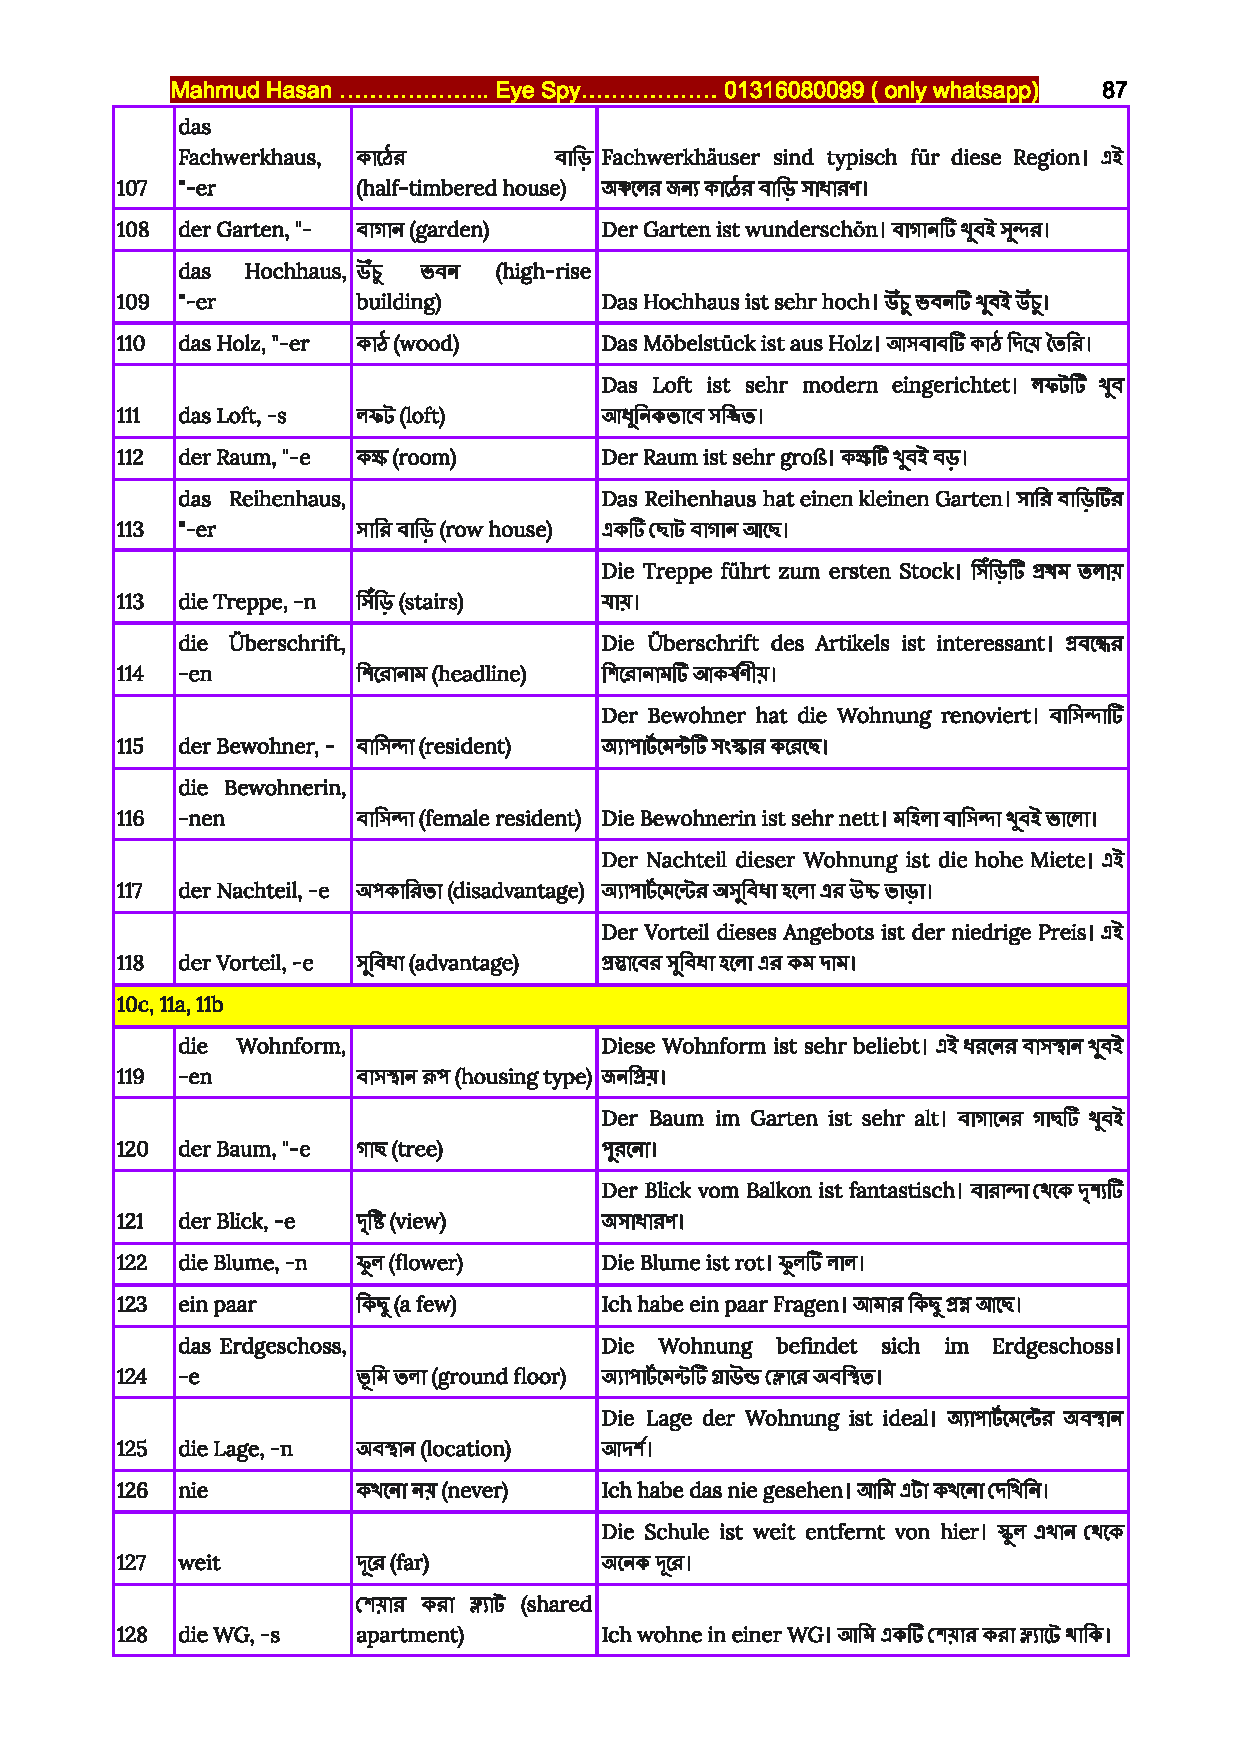 Mahmud Hasan ……………….. Eye Spy……………… 01316080099 ( only whatsapp) 87
das
Fachwerkhaus, কাঠের বাড়ি Fachwerkhäuser sind typisch für diese Region। এই
107 "-er (half-timbered house) অঞ্চলের জন্য কাঠের বাড়ি সাধারণ।
108 der Garten, "- বাগান (garden) Der Garten ist wunderschön। বাগানটি খুবই সুন্দর।
das Hochhaus, উঁচু ভবন (high-rise
109 "-er building) Das Hochhaus ist sehr hoch। উঁচু ভবনটি খুবই উঁচু।
110 das Holz, "-er কাঠ (wood) Das Möbelstück ist aus Holz। আসবাবটি কাঠ দিয়ে তৈরি।
Das Loft ist sehr modern eingerichtet। লফটটি খুব
111 das Loft, -s লফট (loft) আধুনিকভাবে সজ্জিত।
112 der Raum, "-e কক্ষ (room) Der Raum ist sehr groß। কক্ষটি খুবই বড়।
das Reihenhaus, Das Reihenhaus hat einen kleinen Garten। সারি বাড়িটির
113 "-er সারি বাড়ি (row house) একটি ছোট বাগান আছে।
Die Treppe führt zum ersten Stock। সিঁড়িটি প্রথম তলায়
113 die Treppe, -n সিঁড়ি (stairs) যায়।
die Überschrift, Die Überschrift des Artikels ist interessant। প্রবন্ধের
114 -en শিরোনাম (headline) শিরোনামটি আকর্ষণীয়।
Der Bewohner hat die Wohnung renoviert। বাসিন্দাটি
115 der Bewohner, - বাসিন্দা (resident) অ্যাপার্টমেন্টটি সংস্কার করেছে।
die Bewohnerin,
116 -nen বাসিন্দা (female resident) Die Bewohnerin ist sehr nett। মহিলা বাসিন্দা খুবই ভালো।
Der Nachteil dieser Wohnung ist die hohe Miete। এই
117 der Nachteil, -e অপকারিতা (disadvantage) অ্যাপার্টমেন্টের অসুবিধা হলো এর উচ্চ ভাড়া।
Der Vorteil dieses Angebots ist der niedrige Preis। এই
118 der Vorteil, -e সুবিধা (advantage) প্রস্তাবের সুবিধা হলো এর কম দাম।
10c, 11a, 11b
die Wohnform, Diese Wohnform ist sehr beliebt। এই ধরনের বাসস্থান খুবই
119 -en বাসস্থান রূপ (housing type) জনপ্রিয়।
Der Baum im Garten ist sehr alt। বাগানের গাছটি খুবই
120 der Baum, "-e গাছ (tree) পুরনো।
Der Blick vom Balkon ist fantastisch। বারান্দা থেকে দৃশ্যটি
121 der Blick, -e দৃষ্টি (view) অসাধারণ।
122 die Blume, -n ফুল (flower) Die Blume ist rot। ফুলটি লাল।
123 ein paar কিছু (a few) Ich habe ein paar Fragen। আমার কিছু প্রশ্ন আছে।
das Erdgeschoss, Die Wohnung befindet sich im Erdgeschoss।
124 -e ভূমি তলা (ground floor) অ্যাপার্টমেন্টটি গ্রাউন্ড ফ্লোরে অবস্থিত।
Die Lage der Wohnung ist ideal। অ্যাপার্টমেন্টের অবস্থান
125 die Lage, -n অবস্থান (location) আদর্শ।
126 nie কখনো নয় (never) Ich habe das nie gesehen। আমি এটা কখনো দেখিনি।
Die Schule ist weit entfernt von hier। স্কুল এখান থেকে
127 weit দূরে (far) অনেক দূরে।
শেয়ার করা ফ্ল্যাট (shared
128 die WG, -s apartment) Ich wohne in einer WG। আমি একটি শেয়ার করা ফ্ল্যাটে থাকি।